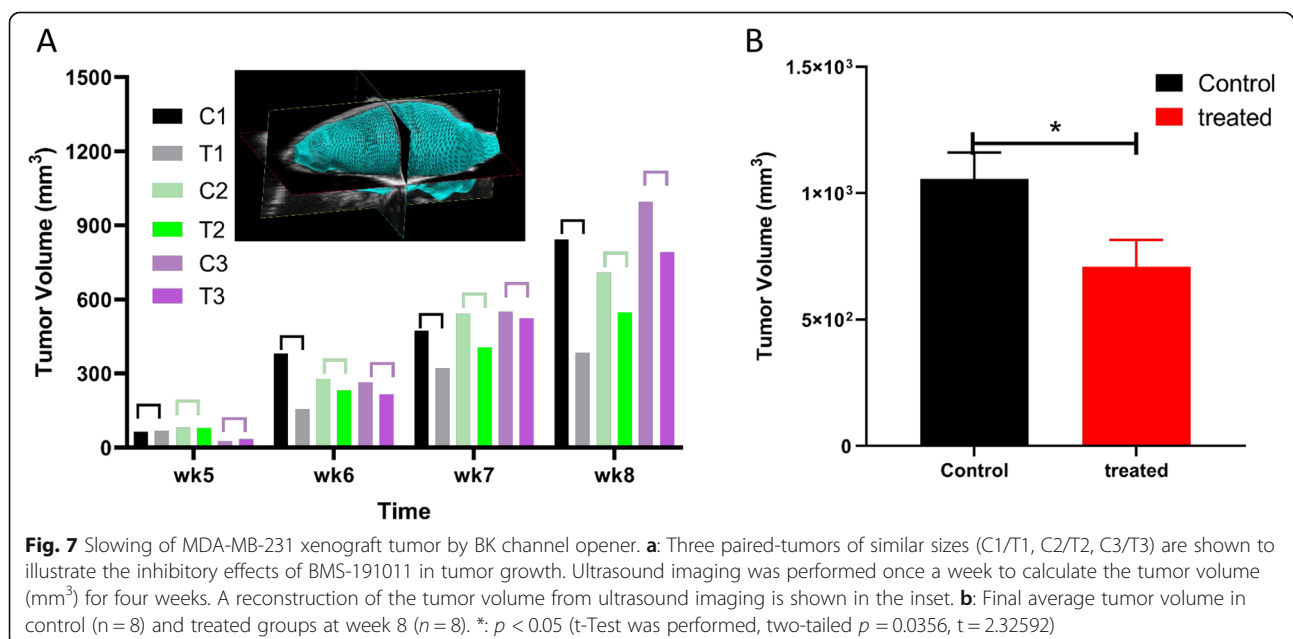 A
1500
1200
900
600
300
0
Tumor Volume (mm³)
C1
T1
C2
T2
C3
T3
wk5 wk6 wk7 wk8
Time
B
1.5×10³
1×10³
5×10²
0
Tumor Volume (mm³)
Control
treated
*
Control treated
Fig. 7 Slowing of MDA-MB-231 xenograft tumor by BK channel opener. a: Three paired-tumors of similar sizes (C1/T1, C2/T2, C3/T3) are shown to
illustrate the inhibitory effects of BMS-191011 in tumor growth. Ultrasound imaging was performed once a week to calculate the tumor volume
(mm³) for four weeks. A reconstruction of the tumor volume from ultrasound imaging is shown in the inset. b: Final average tumor volume in
control (n = 8) and treated groups at week 8 (n = 8). *: p < 0.05 (t-Test was performed, two-tailed p = 0.0356, t = 2.32592)